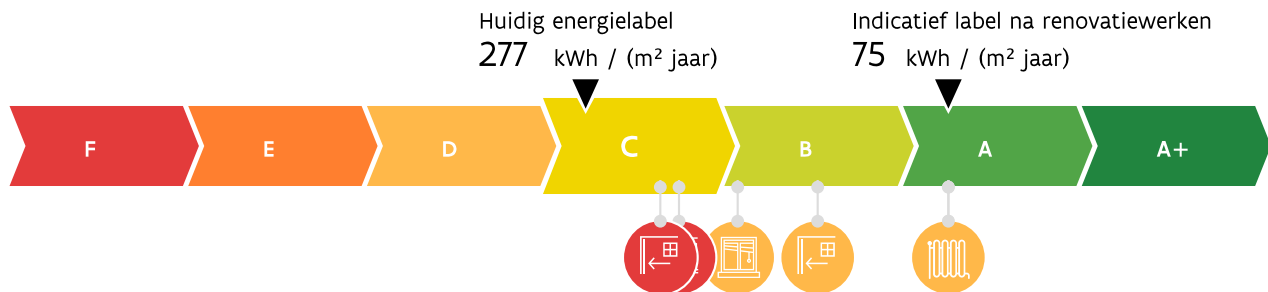 Huidig energielabel
277 kWh / (m² jaar)
Indicatief label na renovatiewerken
75 kWh / (m² jaar)
F
E
D
C
B
A
A+